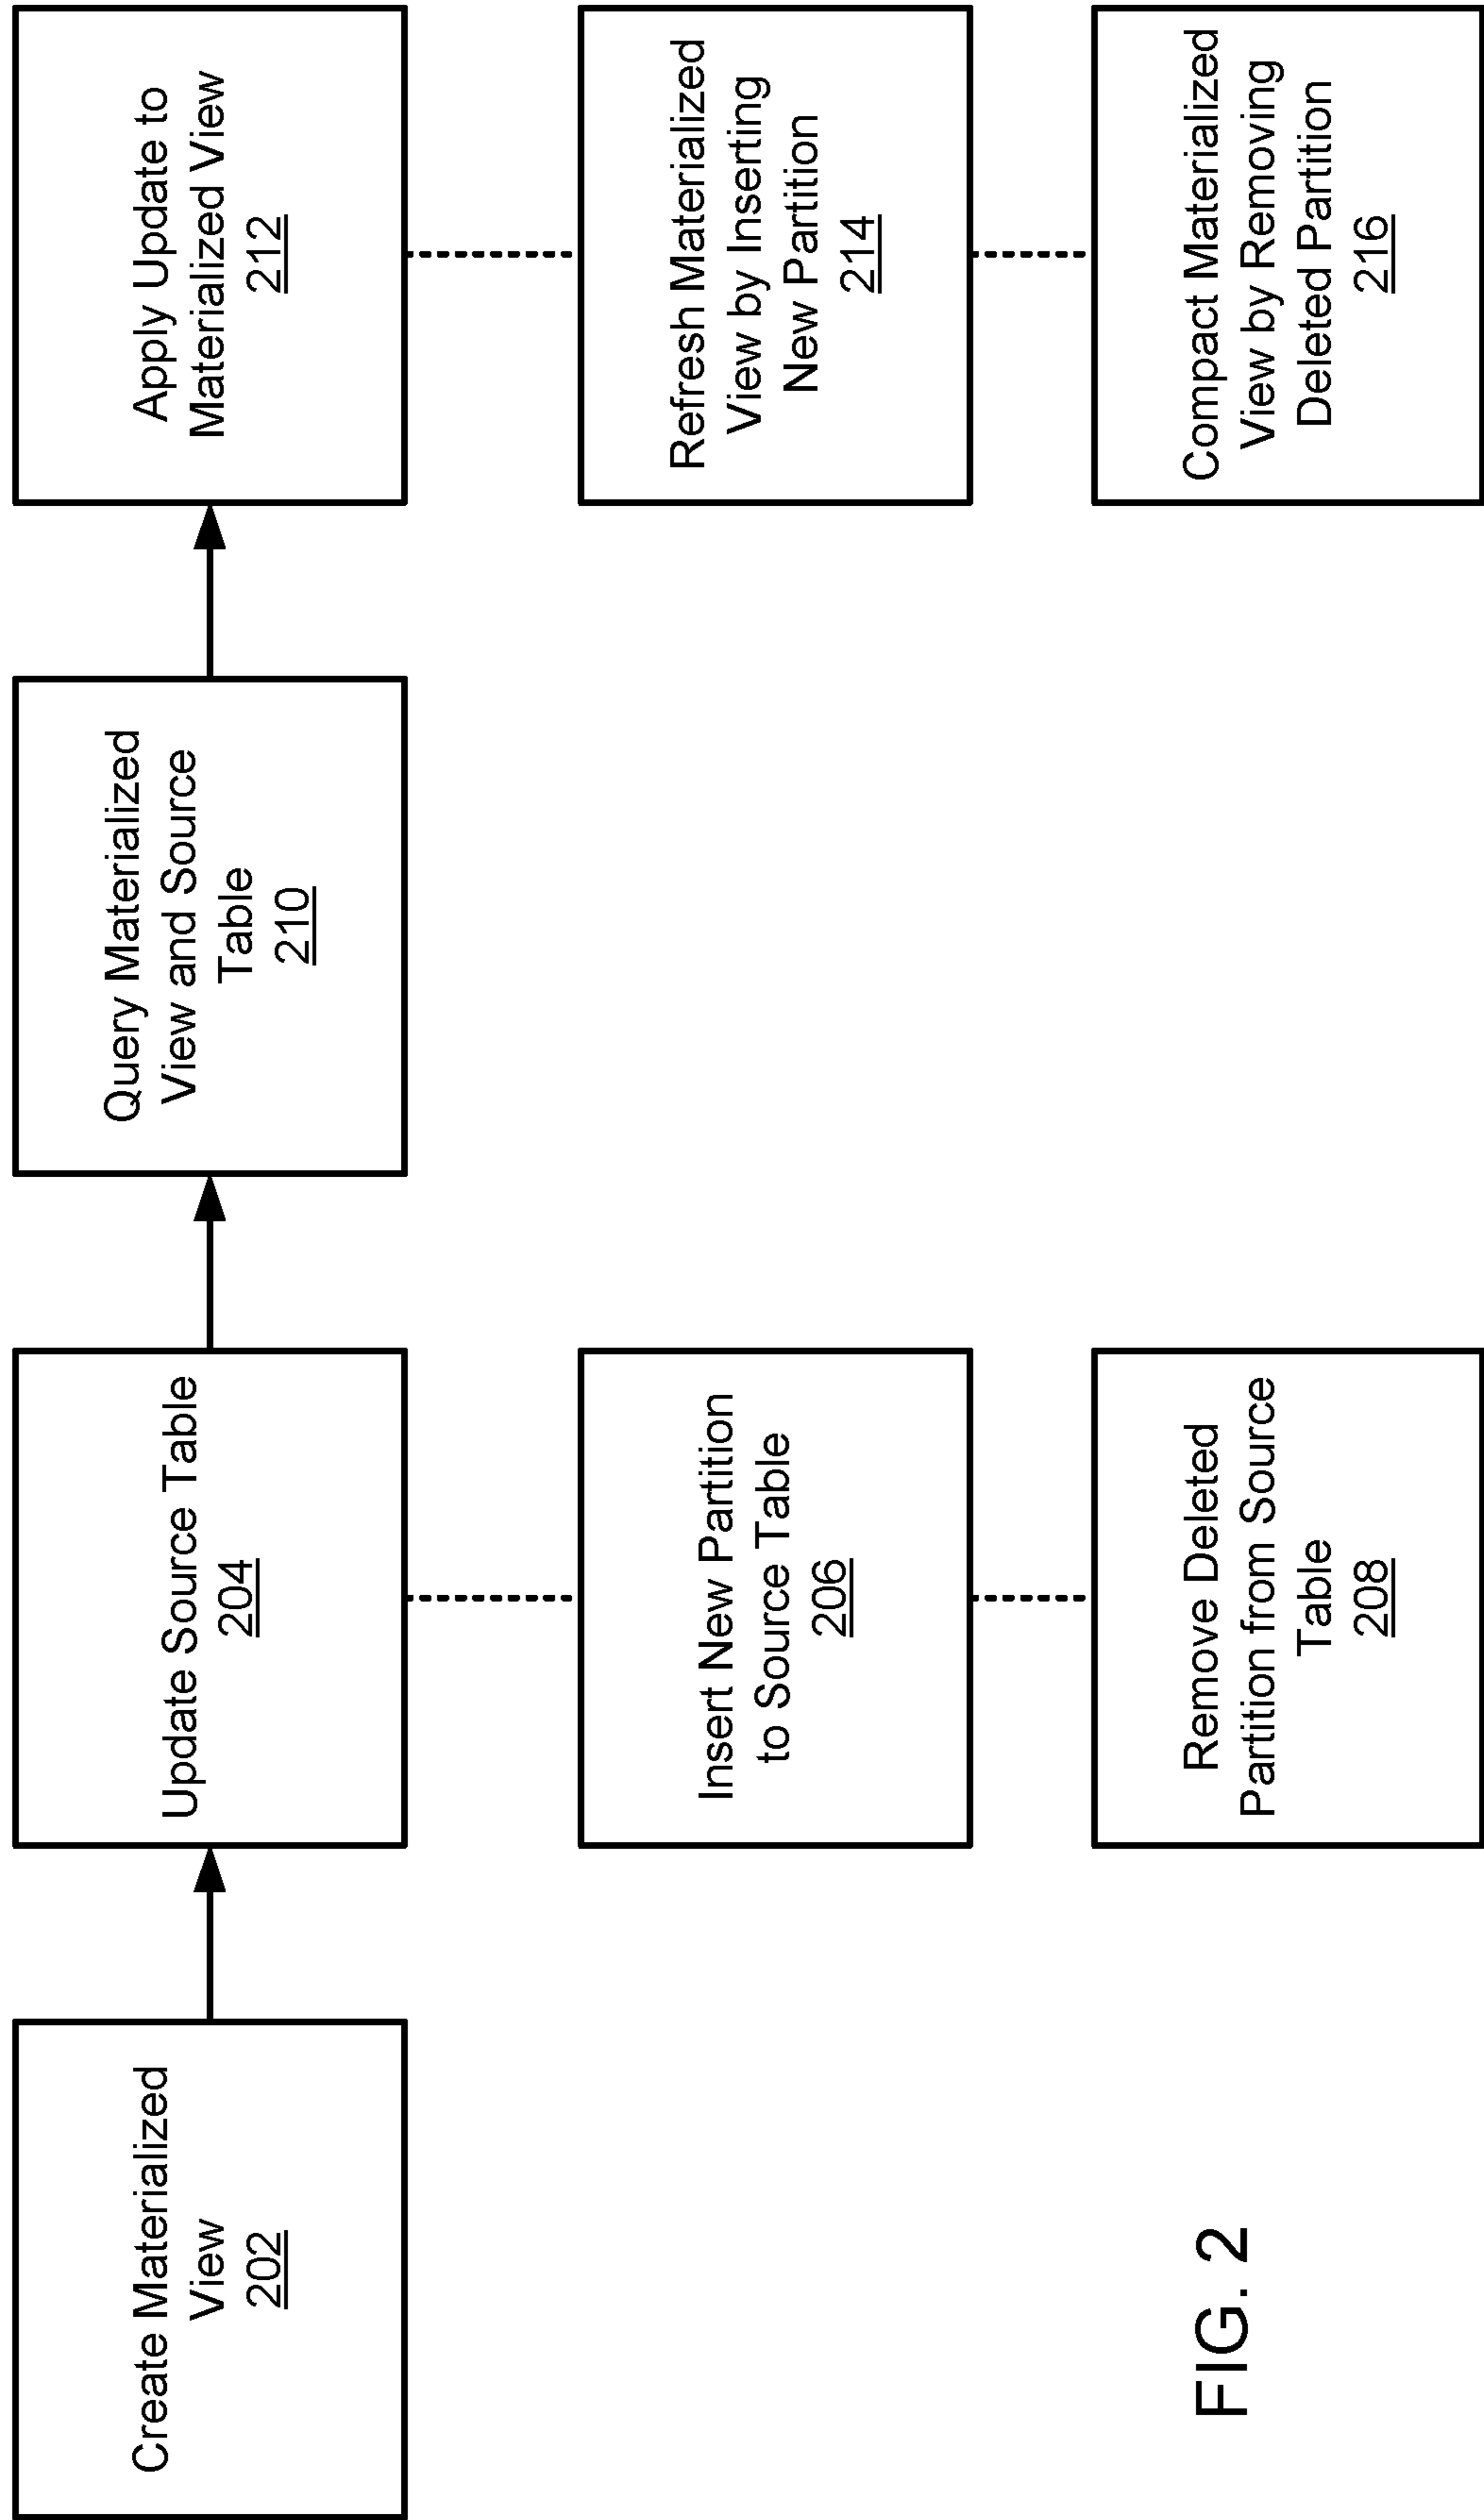 Create Materialized
View
202
Update Source Table
204
Query Materialized
View and Source
Table
210
Apply Update to
Materialized View
212
Insert New Partition
to Source Table
206
Refresh Materialized
View by Inserting
New Partition
214
Remove Deleted
Partition from Source
Table
208
Compact Materialized
View by Removing
Deleted Partition
216
FIG. 2